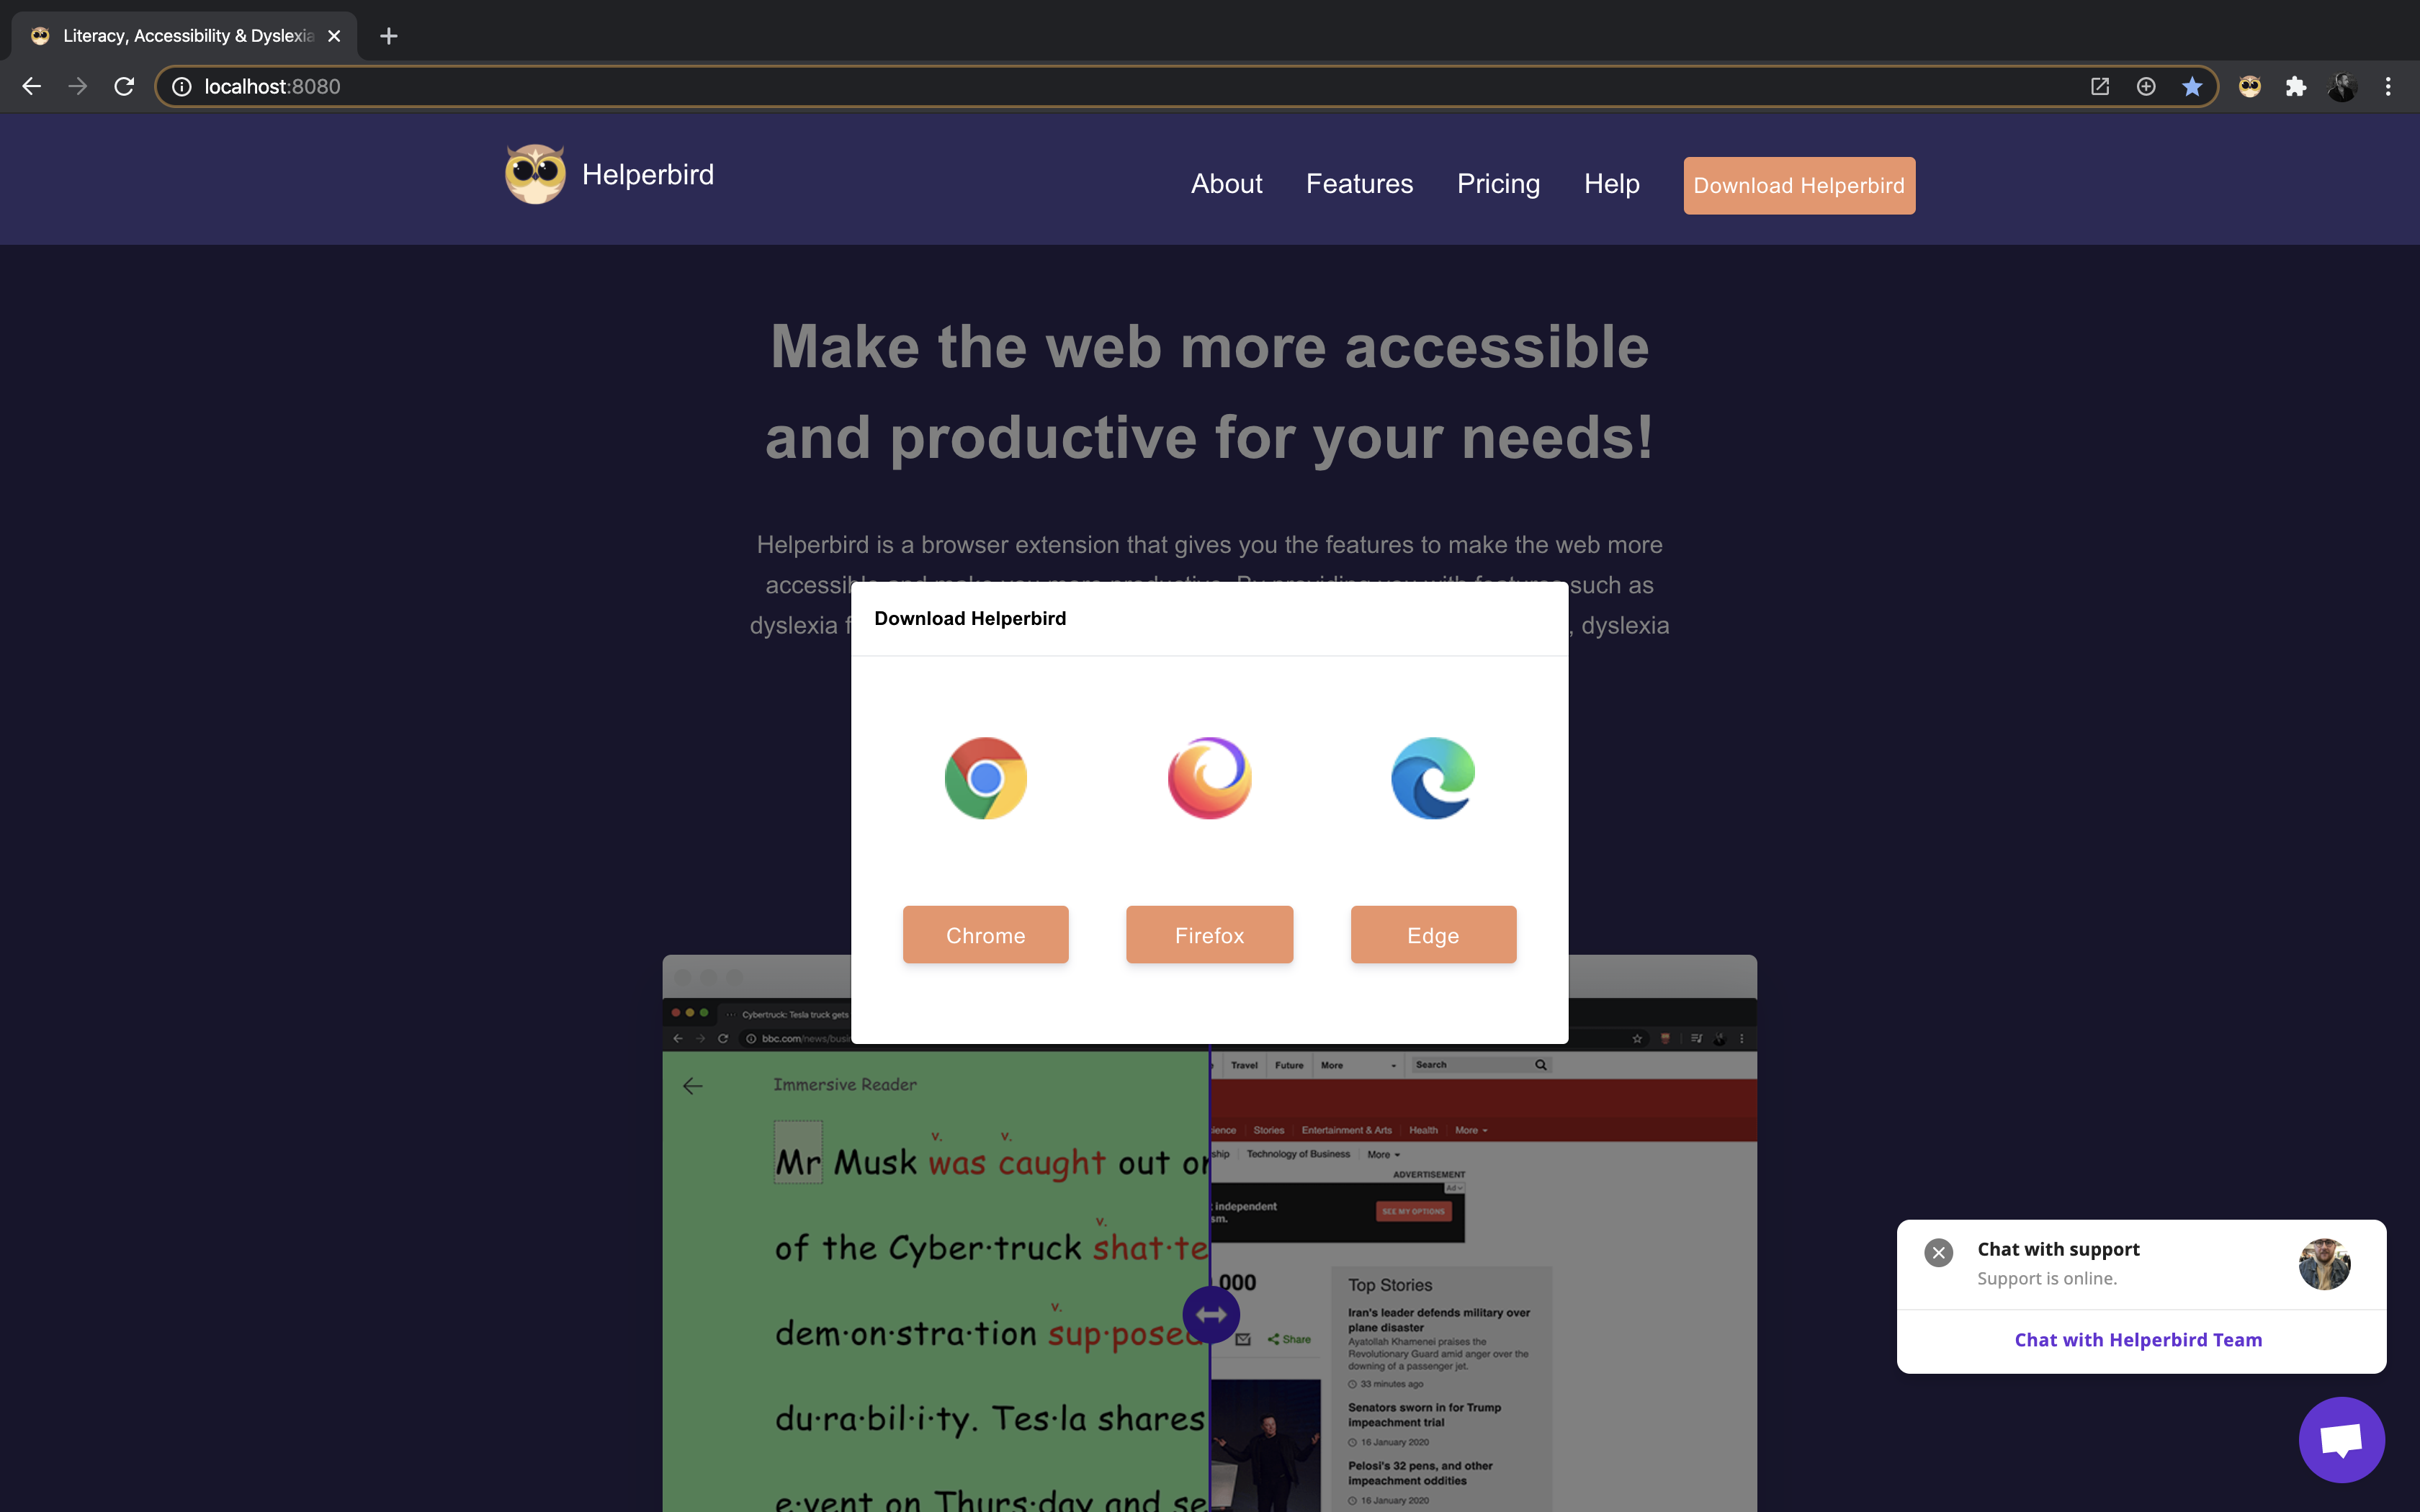 Literacy, Accessibility & Dyslexia
localhost:8080
Helperbird
About
Features
Pricing
Help
Download Helperbird
Make the web more accessible
and productive for your needs!
Helperbird is a browser extension that gives you the features to make the web more
such as
dyslexia
, dyslexia
Download Helperbird
Chrome
Firefox
Edge
Cybertruck: Tesla truck gets
bbc.com/news/busi
Immersive Reader
Mr Musk was caught out
v.
v.
of the Cyber·truck shat·te
v.
dem·on·stra·tion sup·posed
v.
du·ra·bil·i·ty. Tes·la shares
e·vent on Thurs·day and se
Travel
Future
More
Search
Stories
Entertainment & Arts
Health
More
Technology of Business
More
ADVERTISEMENT
Ad
independent
SEE MY OPTIONS
,000
Share
Top Stories
Iran's leader defends military over
plane disaster
Ayatollah Khamenei praises the
Revolutionary Guard amid anger over the
downing of a passenger jet.
33 minutes ago
Senators sworn in for Trump
impeachment trial
16 January 2020
Pelosi's 32 pens, and other
impeachment oddities
16 January 2020
Chat with support
Support is online.
Chat with Helperbird Team